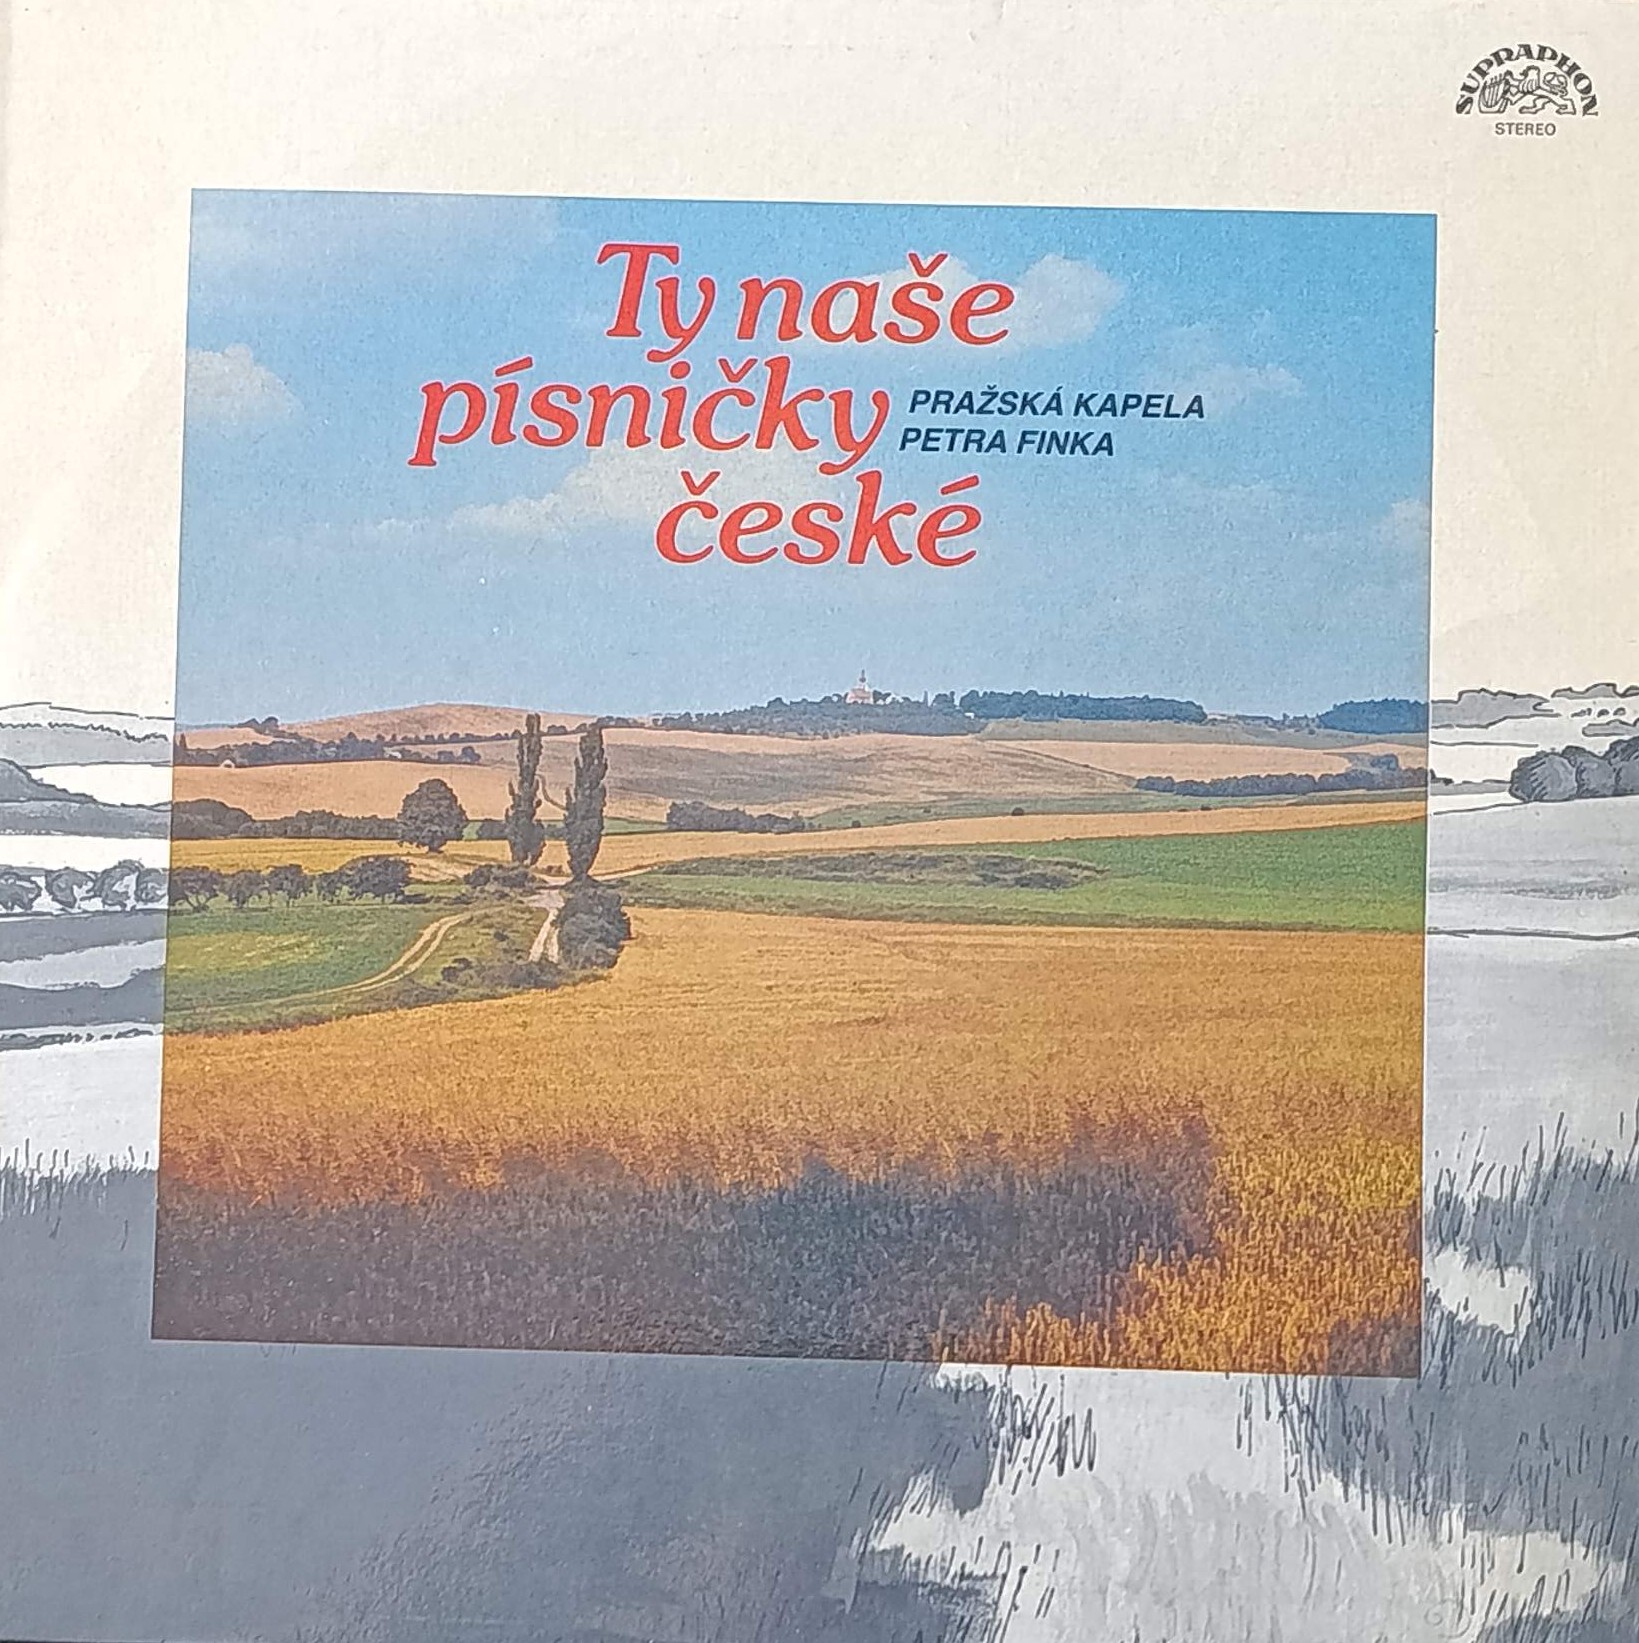 SUPRAPHON
STEREO
Ty naše
písničky
české
PRAŽSKÁ KAPELA
PETRA FINKA